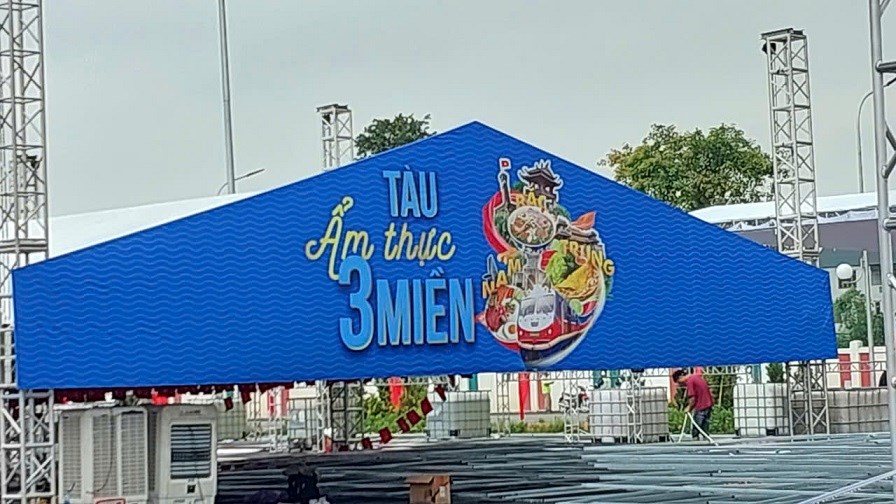 TÀU
Ẩm thực
3 MIỀN
BẮC
TRUNG
NAM